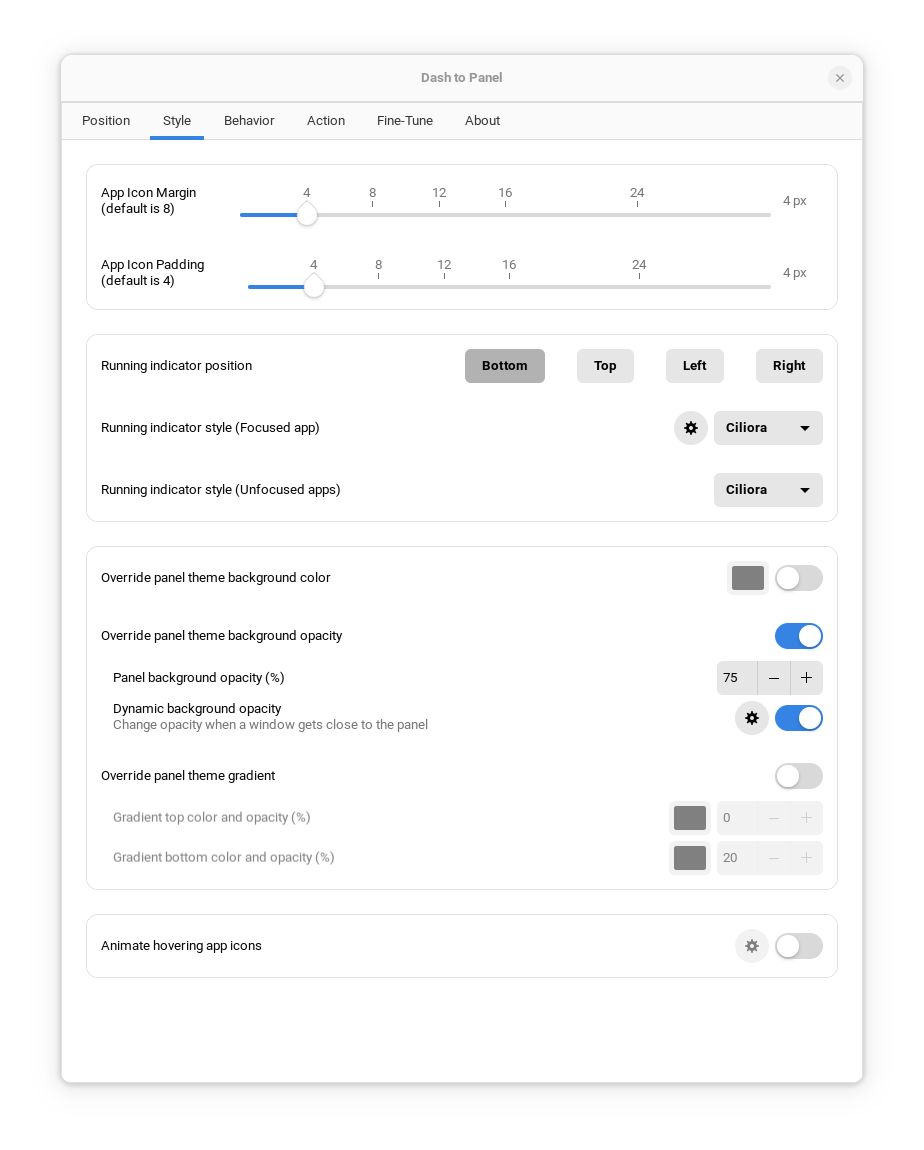 Dash to Panel
Position Style Behavior Action Fine-Tune About
App Icon Margin
(default is 8)
4 8 12 16 24
4 px
App Icon Padding
(default is 4)
4 8 12 16 24
4 px
Running indicator position
Bottom Top Left Right
Running indicator style (Focused app)
Ciliora
Running indicator style (Unfocused apps)
Ciliora
Override panel theme background color
Override panel theme background opacity
Panel background opacity (%)
75
Dynamic background opacity
Change opacity when a window gets close to the panel
Override panel theme gradient
Gradient top color and opacity (%)
0
Gradient bottom color and opacity (%)
20
Animate hovering app icons